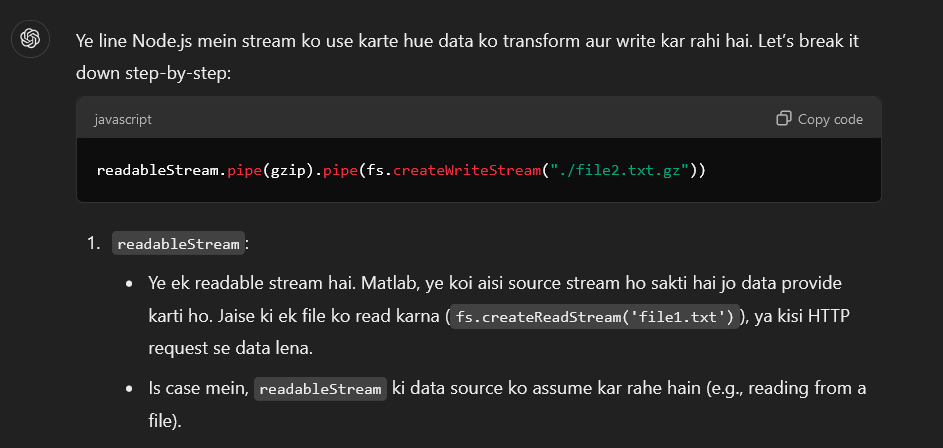 Ye line Node.js mein stream ko use karte hue data ko transform aur write kar rahi hai. Let's break it
down step-by-step:
javascript
Copy code
readableStream.pipe(gzip).pipe(fs.createWriteStream("./file2.txt.gz"))
1. readableStream:
• Ye ek readable stream hai. Matlab, ye koi aisi source stream ho sakti hai jo data provide
karti ho. Jaise ki ek file ko read karna (fs.createReadStream('file1.txt')), ya kisi HTTP
request se data lena.
• Is case mein, readableStream ki data source ko assume kar rahe hain (e.g., reading from a
file).